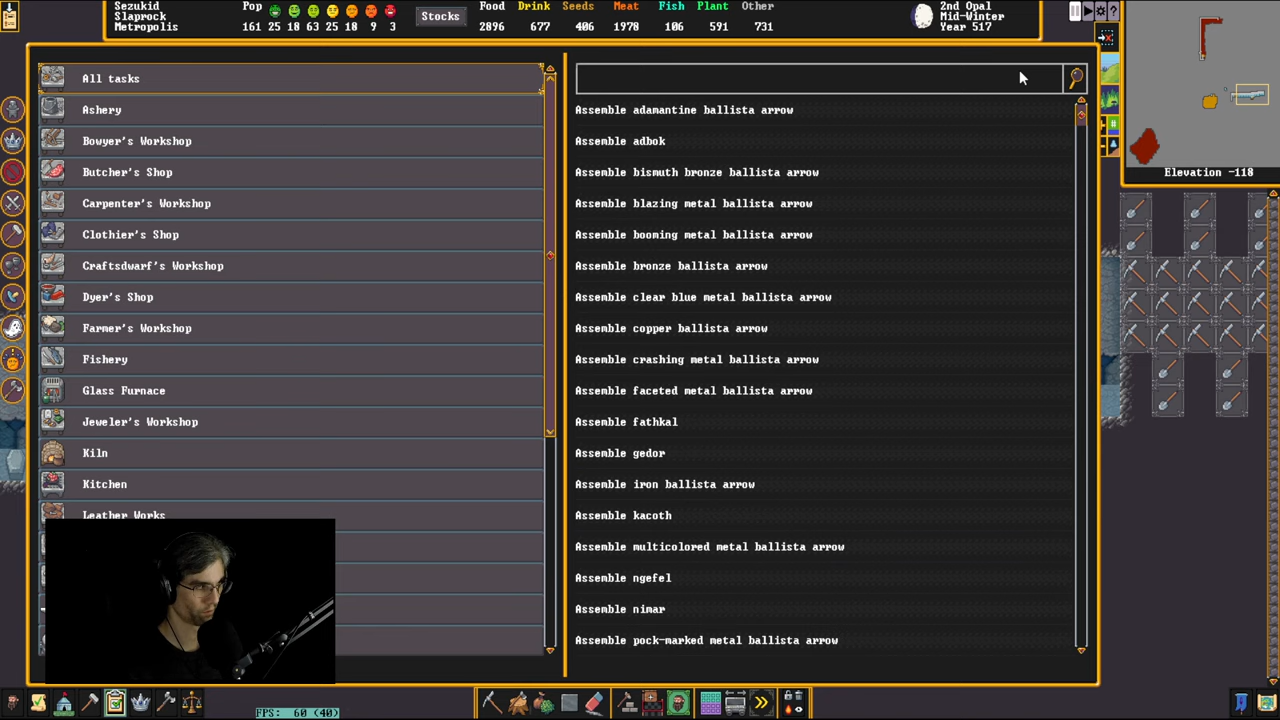 Sezukid
Slaprock
Metropolis
Pop
161 25 18 63 25 18 9 3
Stocks
Food Drink Seeds Meat Fish Plant Other
2896 677 406 1978 106 591 731
2nd Opal
Mid-Winter
Year 517
Elevation -118
All tasks
Ashery
Bowyer's Workshop
Butcher's Shop
Carpenter's Workshop
Clothier's Shop
Craftsdwarf's Workshop
Dyer's Shop
Farmer's Workshop
Fishery
Glass Furnace
Jeweler's Workshop
Kiln
Kitchen
Leather Works
Assemble adamantine ballista arrow
Assemble adbok
Assemble bismuth bronze ballista arrow
Assemble blazing metal ballista arrow
Assemble booming metal ballista arrow
Assemble bronze ballista arrow
Assemble clear blue metal ballista arrow
Assemble copper ballista arrow
Assemble crashing metal ballista arrow
Assemble faceted metal ballista arrow
Assemble fathkal
Assemble gedor
Assemble iron ballista arrow
Assemble kacoth
Assemble multicolored metal ballista arrow
Assemble ngefel
Assemble nimar
Assemble pock-marked metal ballista arrow
FPS: 60 (40)